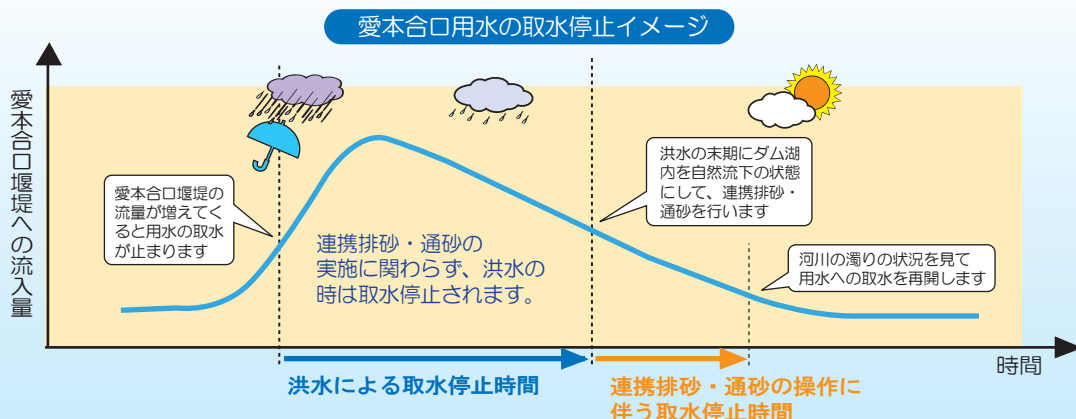 愛本合口用水の取水停止イメージ
愛本合口堰堤への流入量
愛本合口堰堤の
流量が増えてく
ると用水の取水
が止まります
連携排砂・通砂の
実施に関わらず、洪水の
時は取水停止されます。
洪水の末期にダム湖
内を自然流下の状態
にして、連携排砂・
通砂を行います
河川の濁りの状況を見て
用水への取水を再開します
時間
洪水による取水停止時間
連携排砂・通砂の操作に
伴う取水停止時間